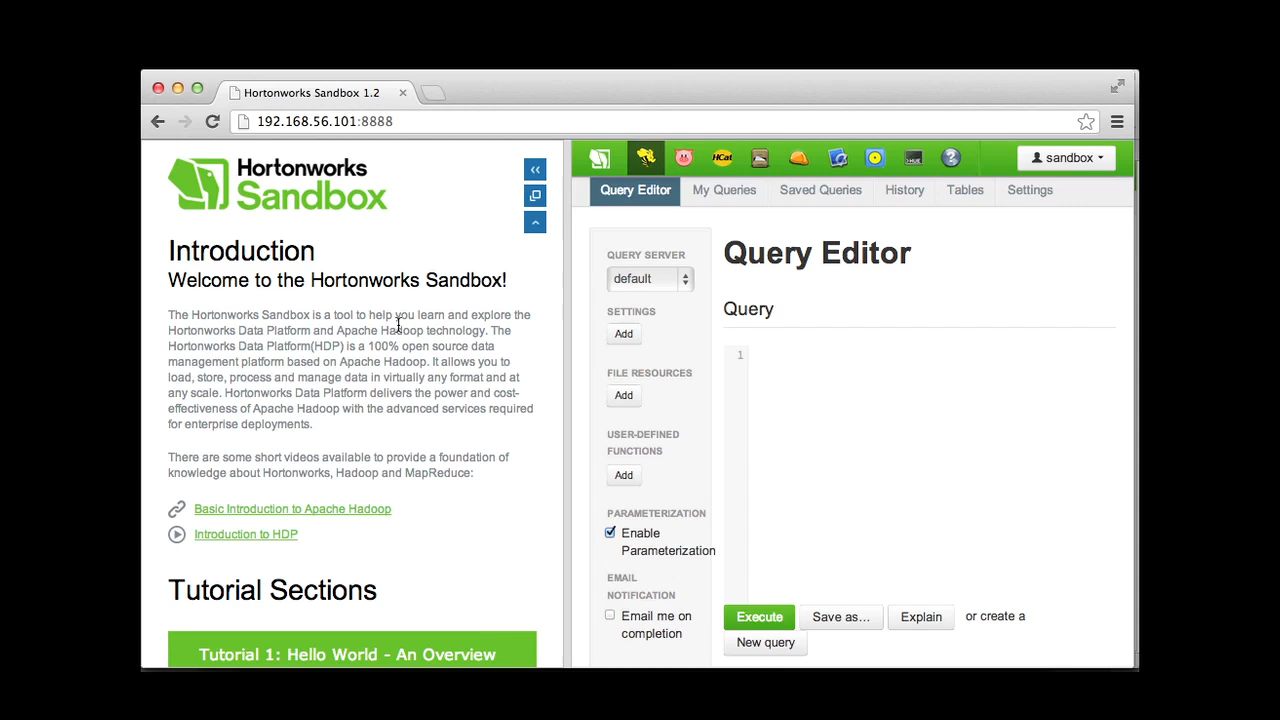 Hortonworks Sandbox 1.2
192.168.56.101:8888
Hortonworks
Sandbox
Introduction
Welcome to the Hortonworks Sandbox!
The Hortonworks Sandbox is a tool to help you learn and explore the
Hortonworks Data Platform and Apache Hadoop technology. The
Hortonworks Data Platform(HDP) is a 100% open source data
management platform based on Apache Hadoop. It allows you to
load, store, process and manage data in virtually any format and at
any scale. Hortonworks Data Platform delivers the power and cost-
effectiveness of Apache Hadoop with the advanced services required
for enterprise deployments.
There are some short videos available to provide a foundation of
knowledge about Hortonworks, Hadoop and MapReduce:
Basic Introduction to Apache Hadoop
Introduction to HDP
Tutorial Sections
Tutorial 1: Hello World - An Overview
HCat
HUE
sandbox
Query Editor
My Queries
Saved Queries
History
Tables
Settings
QUERY SERVER
default
SETTINGS
Add
FILE RESOURCES
Add
USER-DEFINED
FUNCTIONS
Add
PARAMETERIZATION
Enable
Parameterization
EMAIL
NOTIFICATION
Email me on
completion
Query Editor
Query
1
Execute
Save as...
Explain
or create a
New query